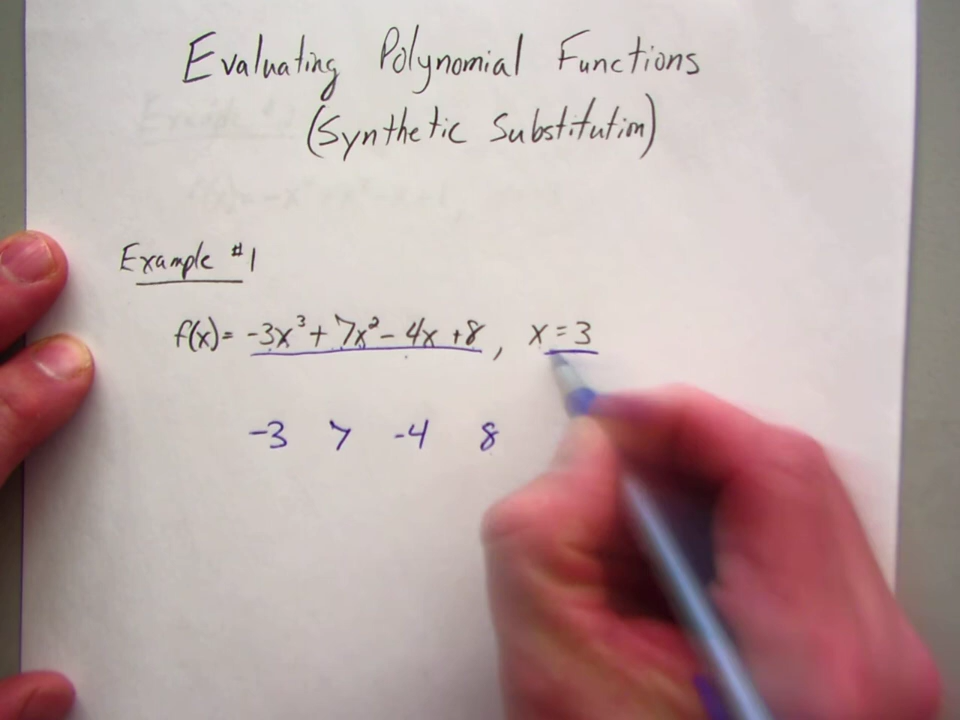 Evaluating Polynomial Functions
(Synthetic Substitution)
Example #1
f(x)= -3x³ + 7x² - 4x + 8, x = 3
-3 7 -4 8